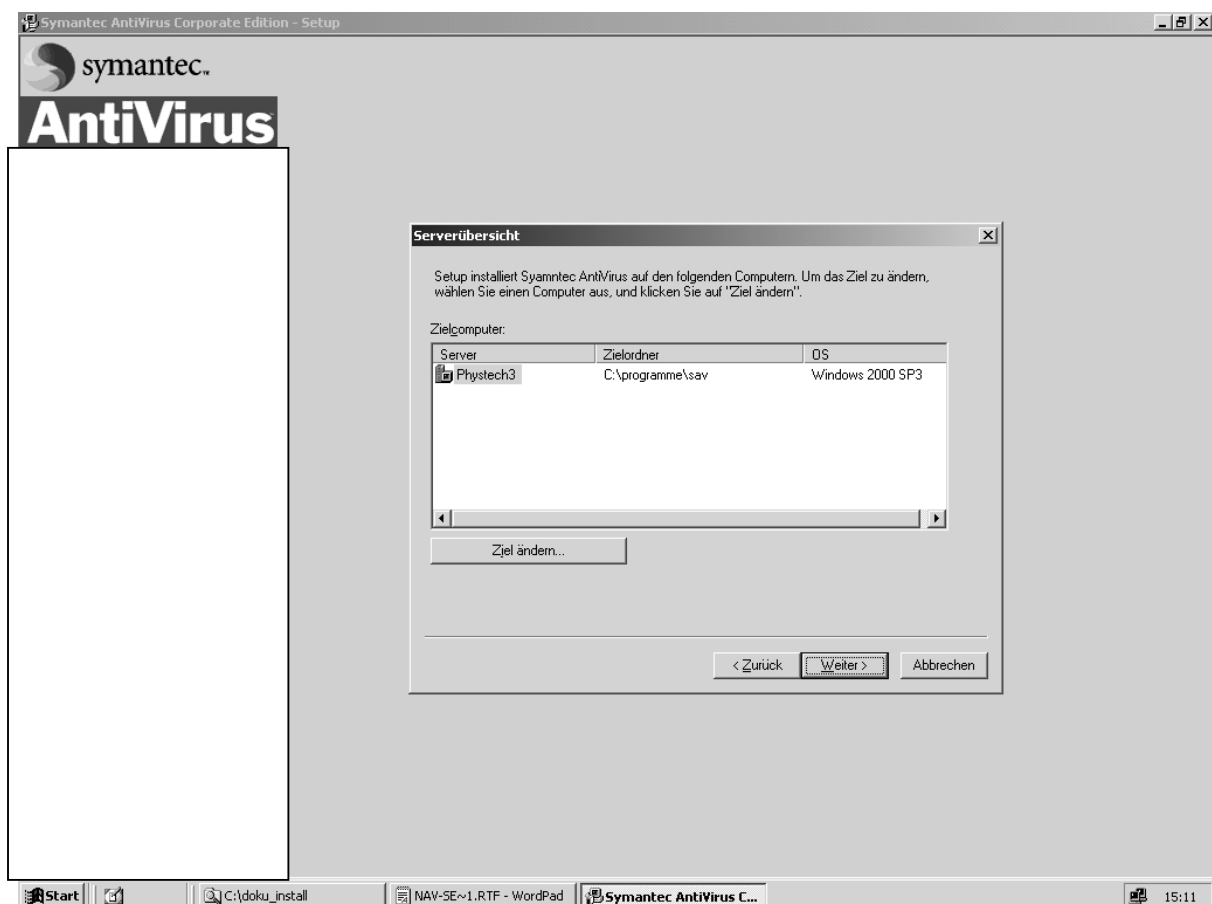 Symantec AntiVirus Corporate Edition - Setup
symantec.™
AntiVirus
Serverübersicht
Setup installiert Syamntec AntiVirus auf den folgenden Computern. Um das Ziel zu ändern,
wählen Sie einen Computer aus, und klicken Sie auf "Ziel ändern".
Zielcomputer:
Server Zielordner OS
Phystech3 C:\programme\sav Windows 2000 SP3
Ziel ändern...
< Zurück Weiter > Abbrechen
Start C:\doku_install NAV-SE~1.RTF - WordPad Symantec AntiVirus C... 15:11